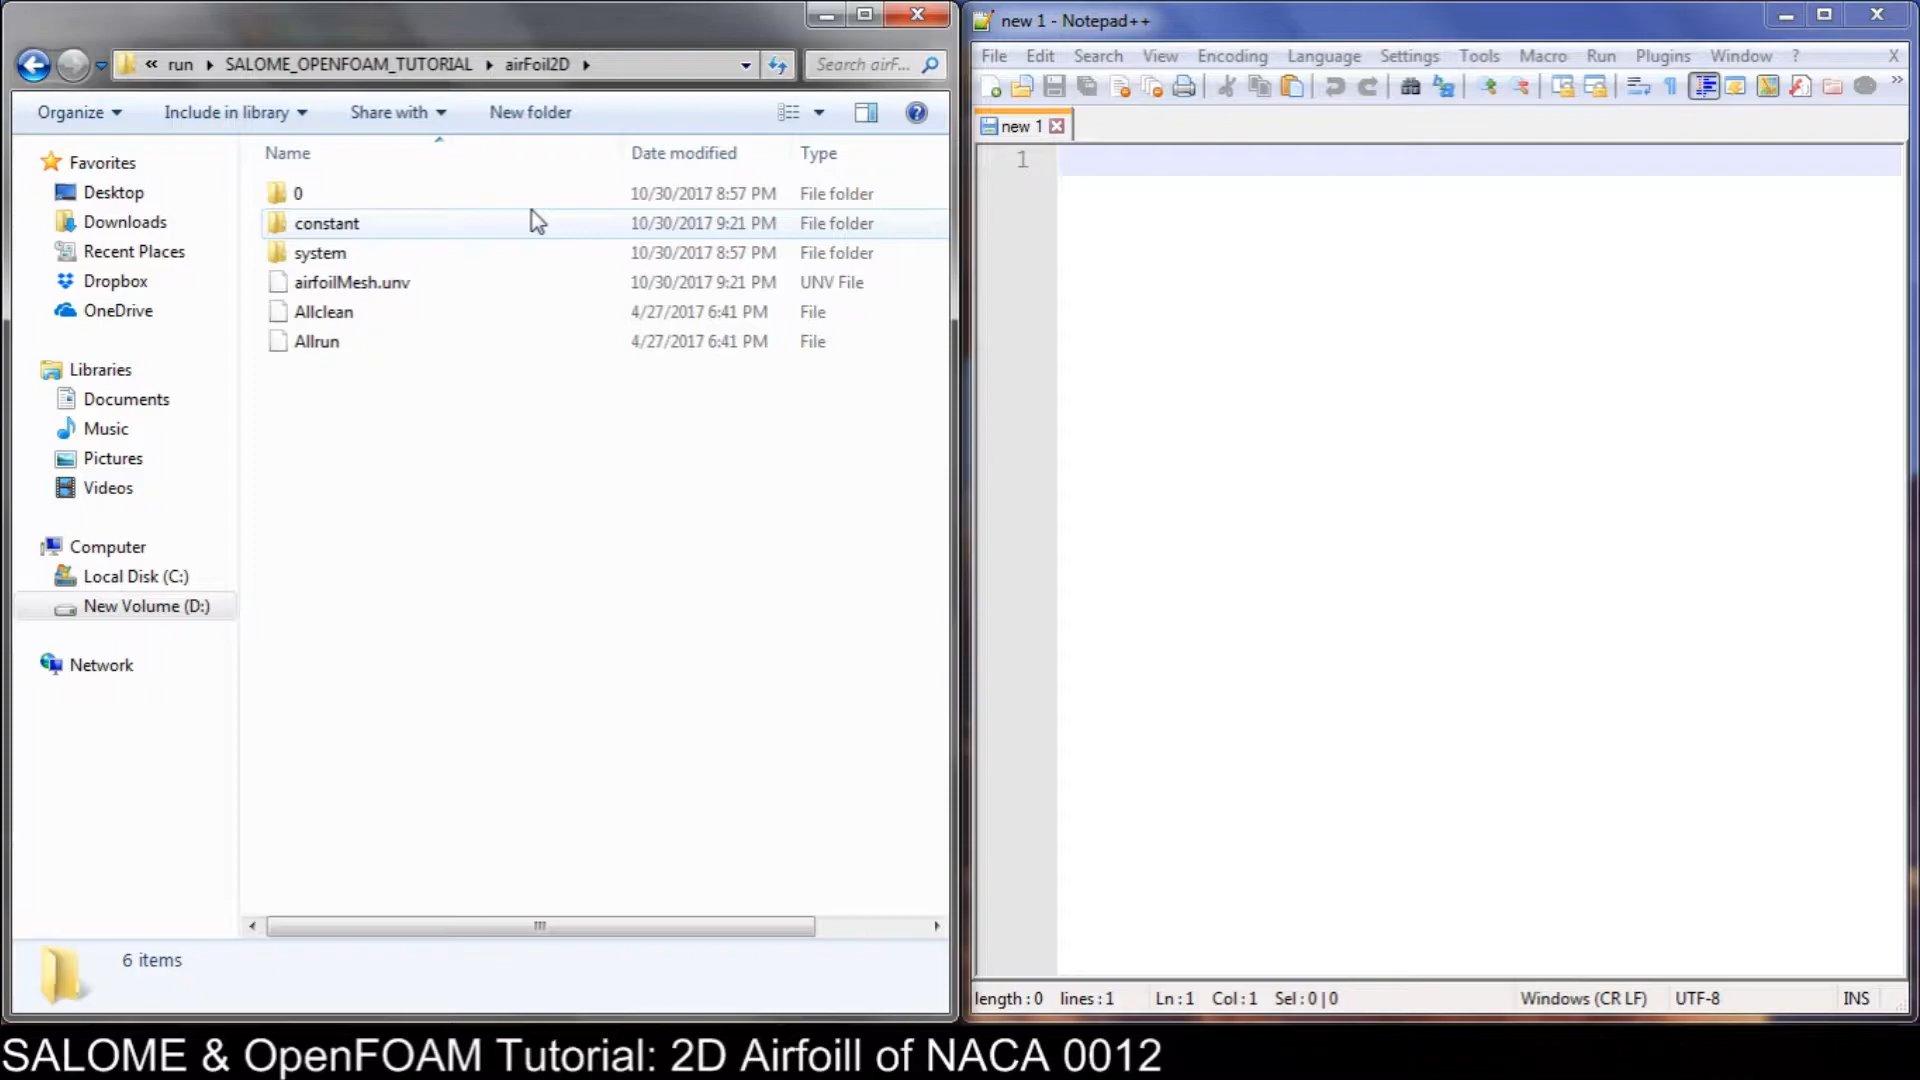 new 1 - Notepad++
« run SALOME_OPENFOAM_TUTORIAL airFoil2D
Search airF...
Organize Include in library Share with New folder
Name Date modified Type
0 10/30/2017 8:57 PM File folder
constant 10/30/2017 9:21 PM File folder
system 10/30/2017 8:57 PM File folder
airfoilMesh.unv 10/30/2017 9:21 PM UNV File
Allclean 4/27/2017 6:41 PM File
Allrun 4/27/2017 6:41 PM File
Favorites
Desktop
Downloads
Recent Places
Dropbox
OneDrive
Libraries
Documents
Music
Pictures
Videos
Computer
Local Disk (C:)
New Volume (D:)
Network
6 items
File Edit Search View Encoding Language Settings Tools Macro Run Plugins Window ? X
new 1
1
length : 0 lines : 1 Ln : 1 Col : 1 Sel : 0 | 0 Windows (CR LF) UTF-8 INS
SALOME & OpenFOAM Tutorial: 2D Airfoill of NACA 0012